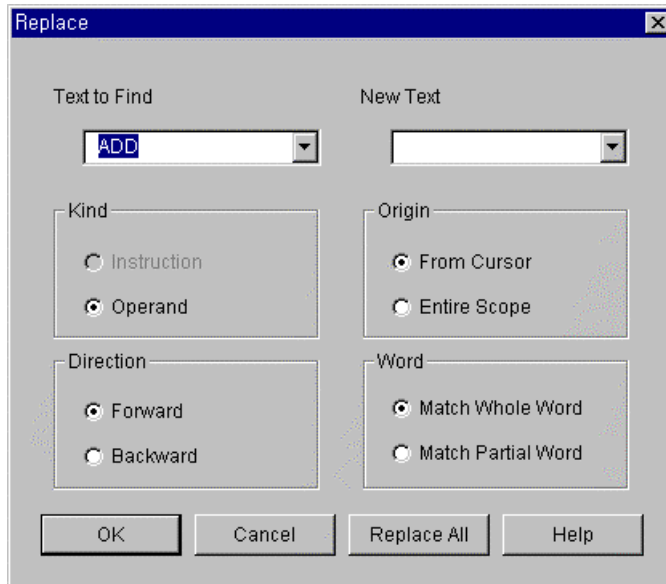 Replace
Text to Find
New Text
ADD
Kind
Instruction
Operand
Origin
From Cursor
Entire Scope
Direction
Forward
Backward
Word
Match Whole Word
Match Partial Word
OK
Cancel
Replace All
Help